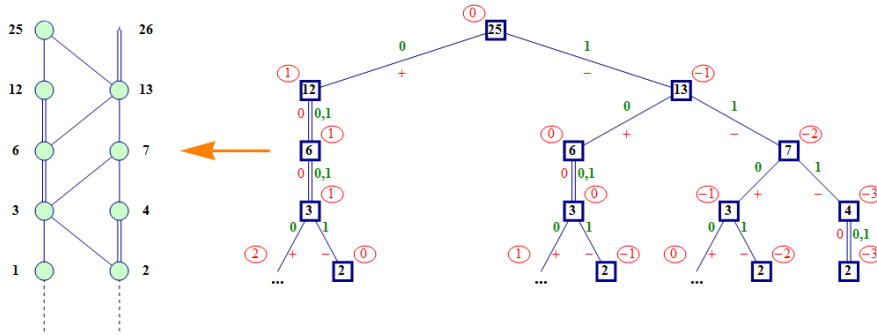 0
25 26 25
0 1
1 + − −1
12 13 12 13
0 0,1 0 1
1 0 + − −2
6 7 6 6 7
0 0,1 0 0,1 0 1
1 0 −1 + − −3
3 4 3 3 3 4
0 1 0 1 0 1 0 0,1
2 + − 0 1 + − −1 0 + − −2 −3
1 2 ... 2 ... 2 ... 2 2